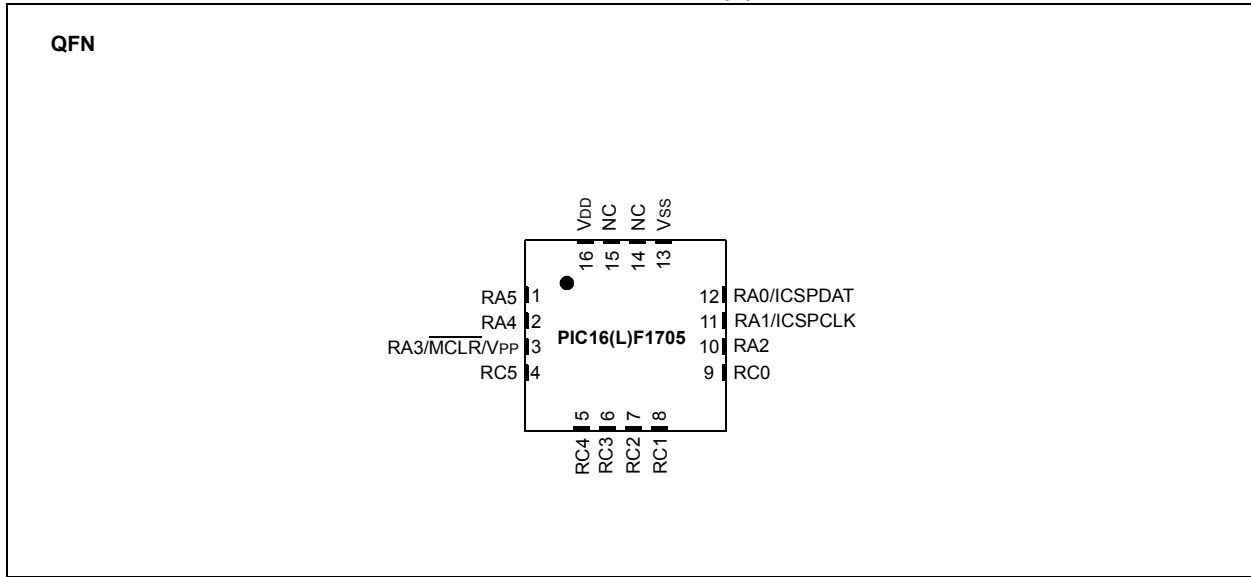 QFN
VDD
NC
NC
VSS
16
15
14
13
RA5 1
RA4 2
RA3/MCLR/VPP 3
RC5 4
PIC16(L)F1705
12 RA0/ICSPDAT
11 RA1/ICSPCLK
10 RA2
9 RC0
5
6
7
8
RC4
RC3
RC2
RC1